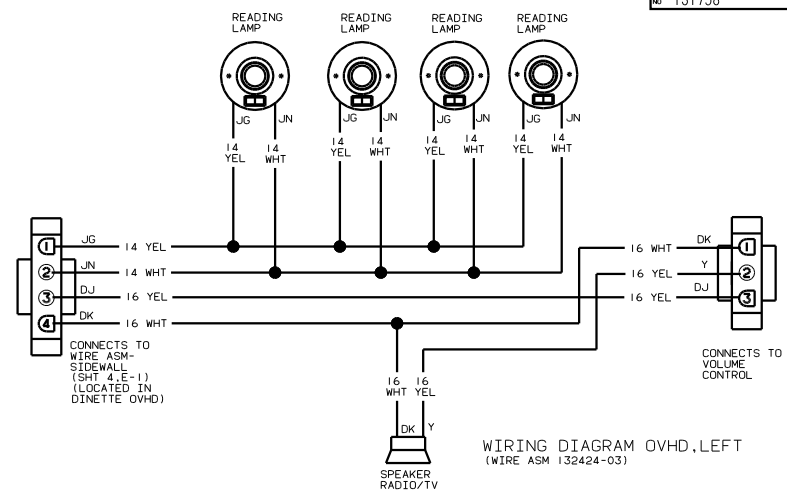 NO 131758
READING
LAMP
READING
LAMP
READING
LAMP
READING
LAMP
JG JN JG JN JG JN JG JN
14
YEL
14
WHT
14
YEL
14
WHT
14
YEL
14
WHT
14
YEL
14
WHT
1 JG 14 YEL
2 JN 14 WHT
3 DJ 16 YEL
4 DK 16 WHT
16 WHT DK 1
16 YEL Y 2
16 YEL DJ 3
CONNECTS TO
WIRE ASM-
SIDEWALL
(SHT 4,E-1)
(LOCATED IN
DINETTE OVHD)
CONNECTS TO
VOLUME
CONTROL
16
WHT
16
YEL
DK Y
SPEAKER
RADIO/TV
WIRING DIAGRAM OVHD,LEFT
(WIRE ASM 132424-03)